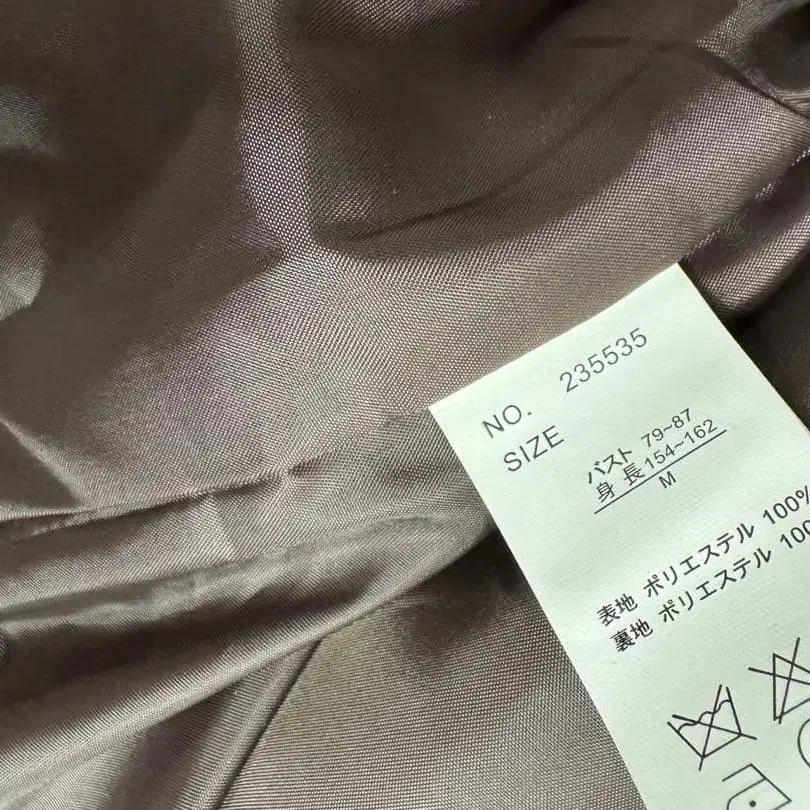 NO. 235535
SIZE
バスト 79~87
身 長 154~162
M
表地 ポリエステル 100%
裏地 ポリエステル 100